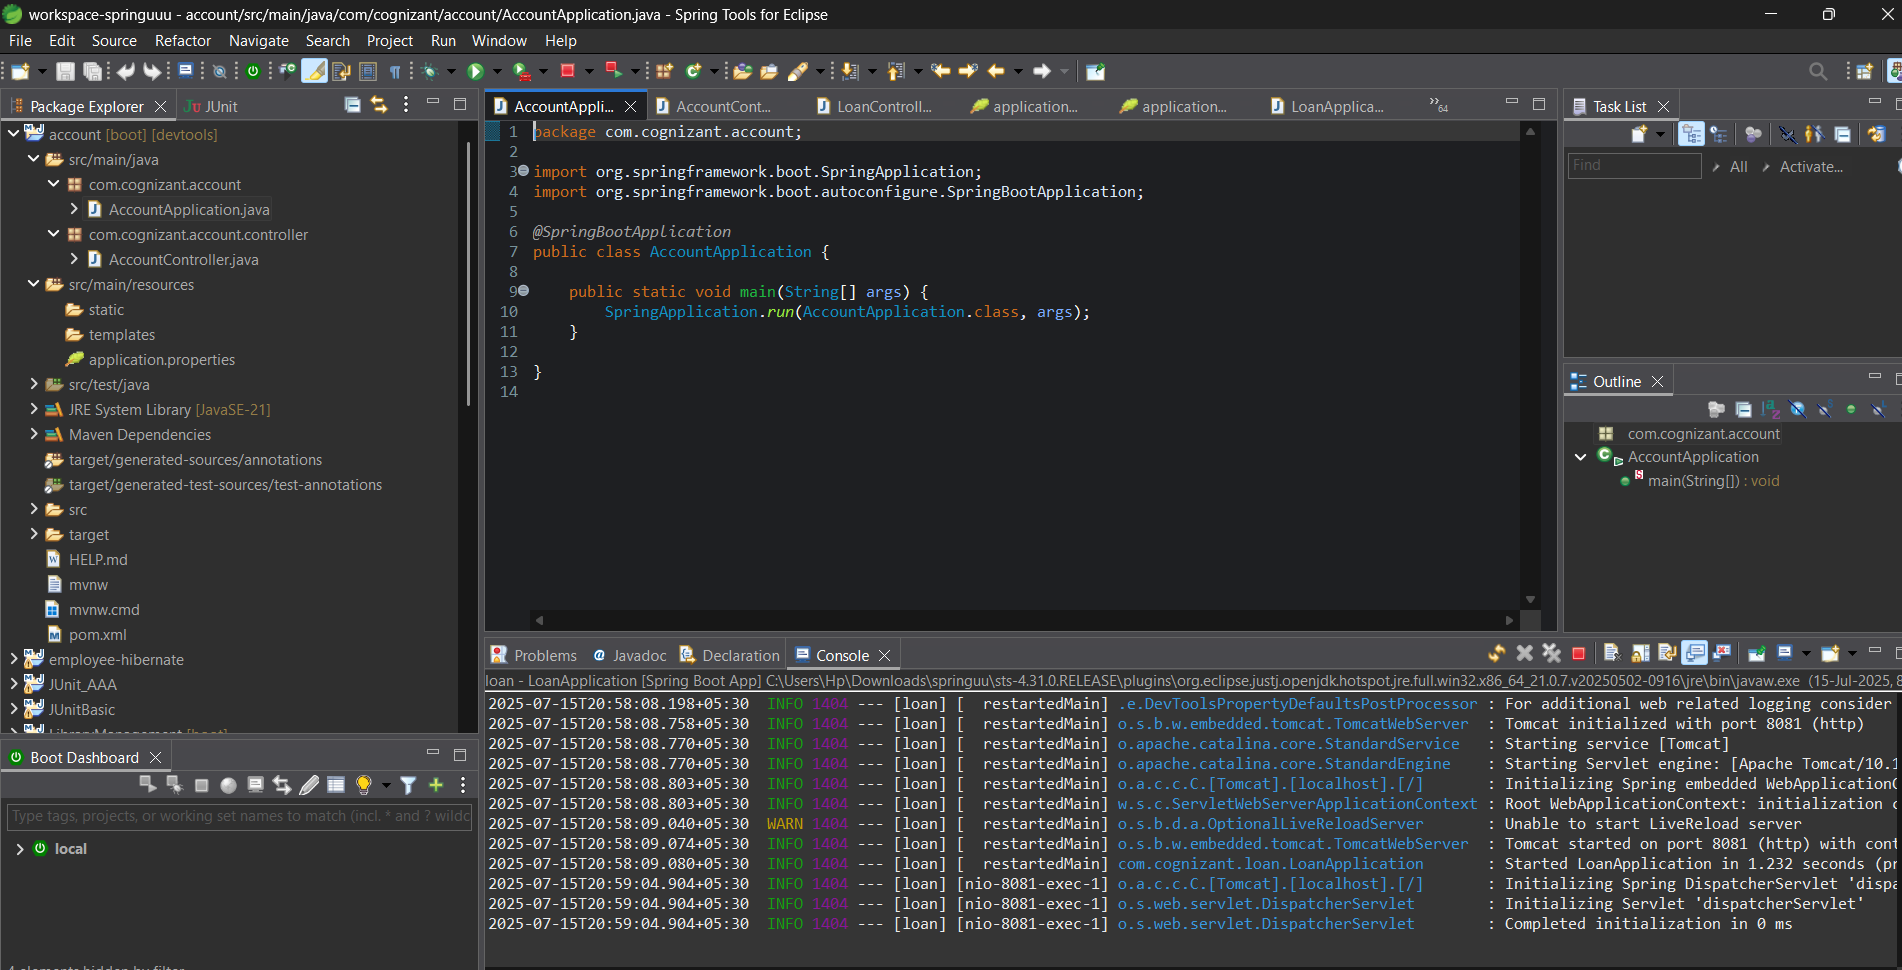 workspace-springuuu - account/src/main/java/com/cognizant/account/AccountApplication.java - Spring Tools for Eclipse
File Edit Source Refactor Navigate Search Project Run Window Help
Package Explorer
JUnit
account [boot] [devtools]
src/main/java
com.cognizant.account
AccountApplication.java
com.cognizant.account.controller
AccountController.java
src/main/resources
static
templates
application.properties
src/test/java
JRE System Library [JavaSE-21]
Maven Dependencies
target/generated-sources/annotations
target/generated-test-sources/test-annotations
src
target
HELP.md
mvnw
mvnw.cmd
pom.xml
employee-hibernate
JUnit_AAA
JUnitBasic
LibraryManagement [boot]
Boot Dashboard
Type tags, projects, or working set names to match (incl. * and ? wildc
local
4 elements hidden by filter
AccountAppli... AccountCont... LoanControll... application... application... LoanApplica... »64
1 package com.cognizant.account;
2
3 import org.springframework.boot.SpringApplication;
4 import org.springframework.boot.autoconfigure.SpringBootApplication;
5
6 @SpringBootApplication
7 public class AccountApplication {
8
9 public static void main(String[] args) {
10 SpringApplication.run(AccountApplication.class, args);
11 }
12
13 }
14
Task List
Find All Activate...
Outline
com.cognizant.account
AccountApplication
main(String[]) : void
Problems Javadoc Declaration Console
loan - LoanApplication [Spring Boot App] C:\Users\Hp\Downloads\springuu\sts-4.31.0.RELEASE\plugins\org.eclipse.justj.openjdk.hotspot.jre.full.win32.x86_64_21.0.7.v20250502-0916\jre\bin\javaw.exe (15-Jul-2025, 8
2025-07-15T20:58:08.198+05:30 INFO 1404 --- [loan] [ restartedMain] .e.DevToolsPropertyDefaultsPostProcessor : For additional web related logging consider
2025-07-15T20:58:08.758+05:30 INFO 1404 --- [loan] [ restartedMain] o.s.b.w.embedded.tomcat.TomcatWebServer : Tomcat initialized with port 8081 (http)
2025-07-15T20:58:08.770+05:30 INFO 1404 --- [loan] [ restartedMain] o.apache.catalina.core.StandardService : Starting service [Tomcat]
2025-07-15T20:58:08.770+05:30 INFO 1404 --- [loan] [ restartedMain] o.apache.catalina.core.StandardEngine : Starting Servlet engine: [Apache Tomcat/10.1
2025-07-15T20:58:08.803+05:30 INFO 1404 --- [loan] [ restartedMain] o.a.c.c.C.[Tomcat].[localhost].[/] : Initializing Spring embedded WebApplicationC
2025-07-15T20:58:08.803+05:30 INFO 1404 --- [loan] [ restartedMain] w.s.c.ServletWebServerApplicationContext : Root WebApplicationContext: initialization c
2025-07-15T20:58:09.040+05:30 WARN 1404 --- [loan] [ restartedMain] o.s.b.d.a.OptionalLiveReloadServer : Unable to start LiveReload server
2025-07-15T20:58:09.074+05:30 INFO 1404 --- [loan] [ restartedMain] o.s.b.w.embedded.tomcat.TomcatWebServer : Tomcat started on port 8081 (http) with cont
2025-07-15T20:58:09.080+05:30 INFO 1404 --- [loan] [ restartedMain] com.cognizant.loan.LoanApplication : Started LoanApplication in 1.232 seconds (pr
2025-07-15T20:59:04.904+05:30 INFO 1404 --- [loan] [nio-8081-exec-1] o.a.c.c.C.[Tomcat].[localhost].[/] : Initializing Spring DispatcherServlet 'dispa
2025-07-15T20:59:04.904+05:30 INFO 1404 --- [loan] [nio-8081-exec-1] o.s.web.servlet.DispatcherServlet : Initializing Servlet 'dispatcherServlet'
2025-07-15T20:59:04.904+05:30 INFO 1404 --- [loan] [nio-8081-exec-1] o.s.web.servlet.DispatcherServlet : Completed initialization in 0 ms